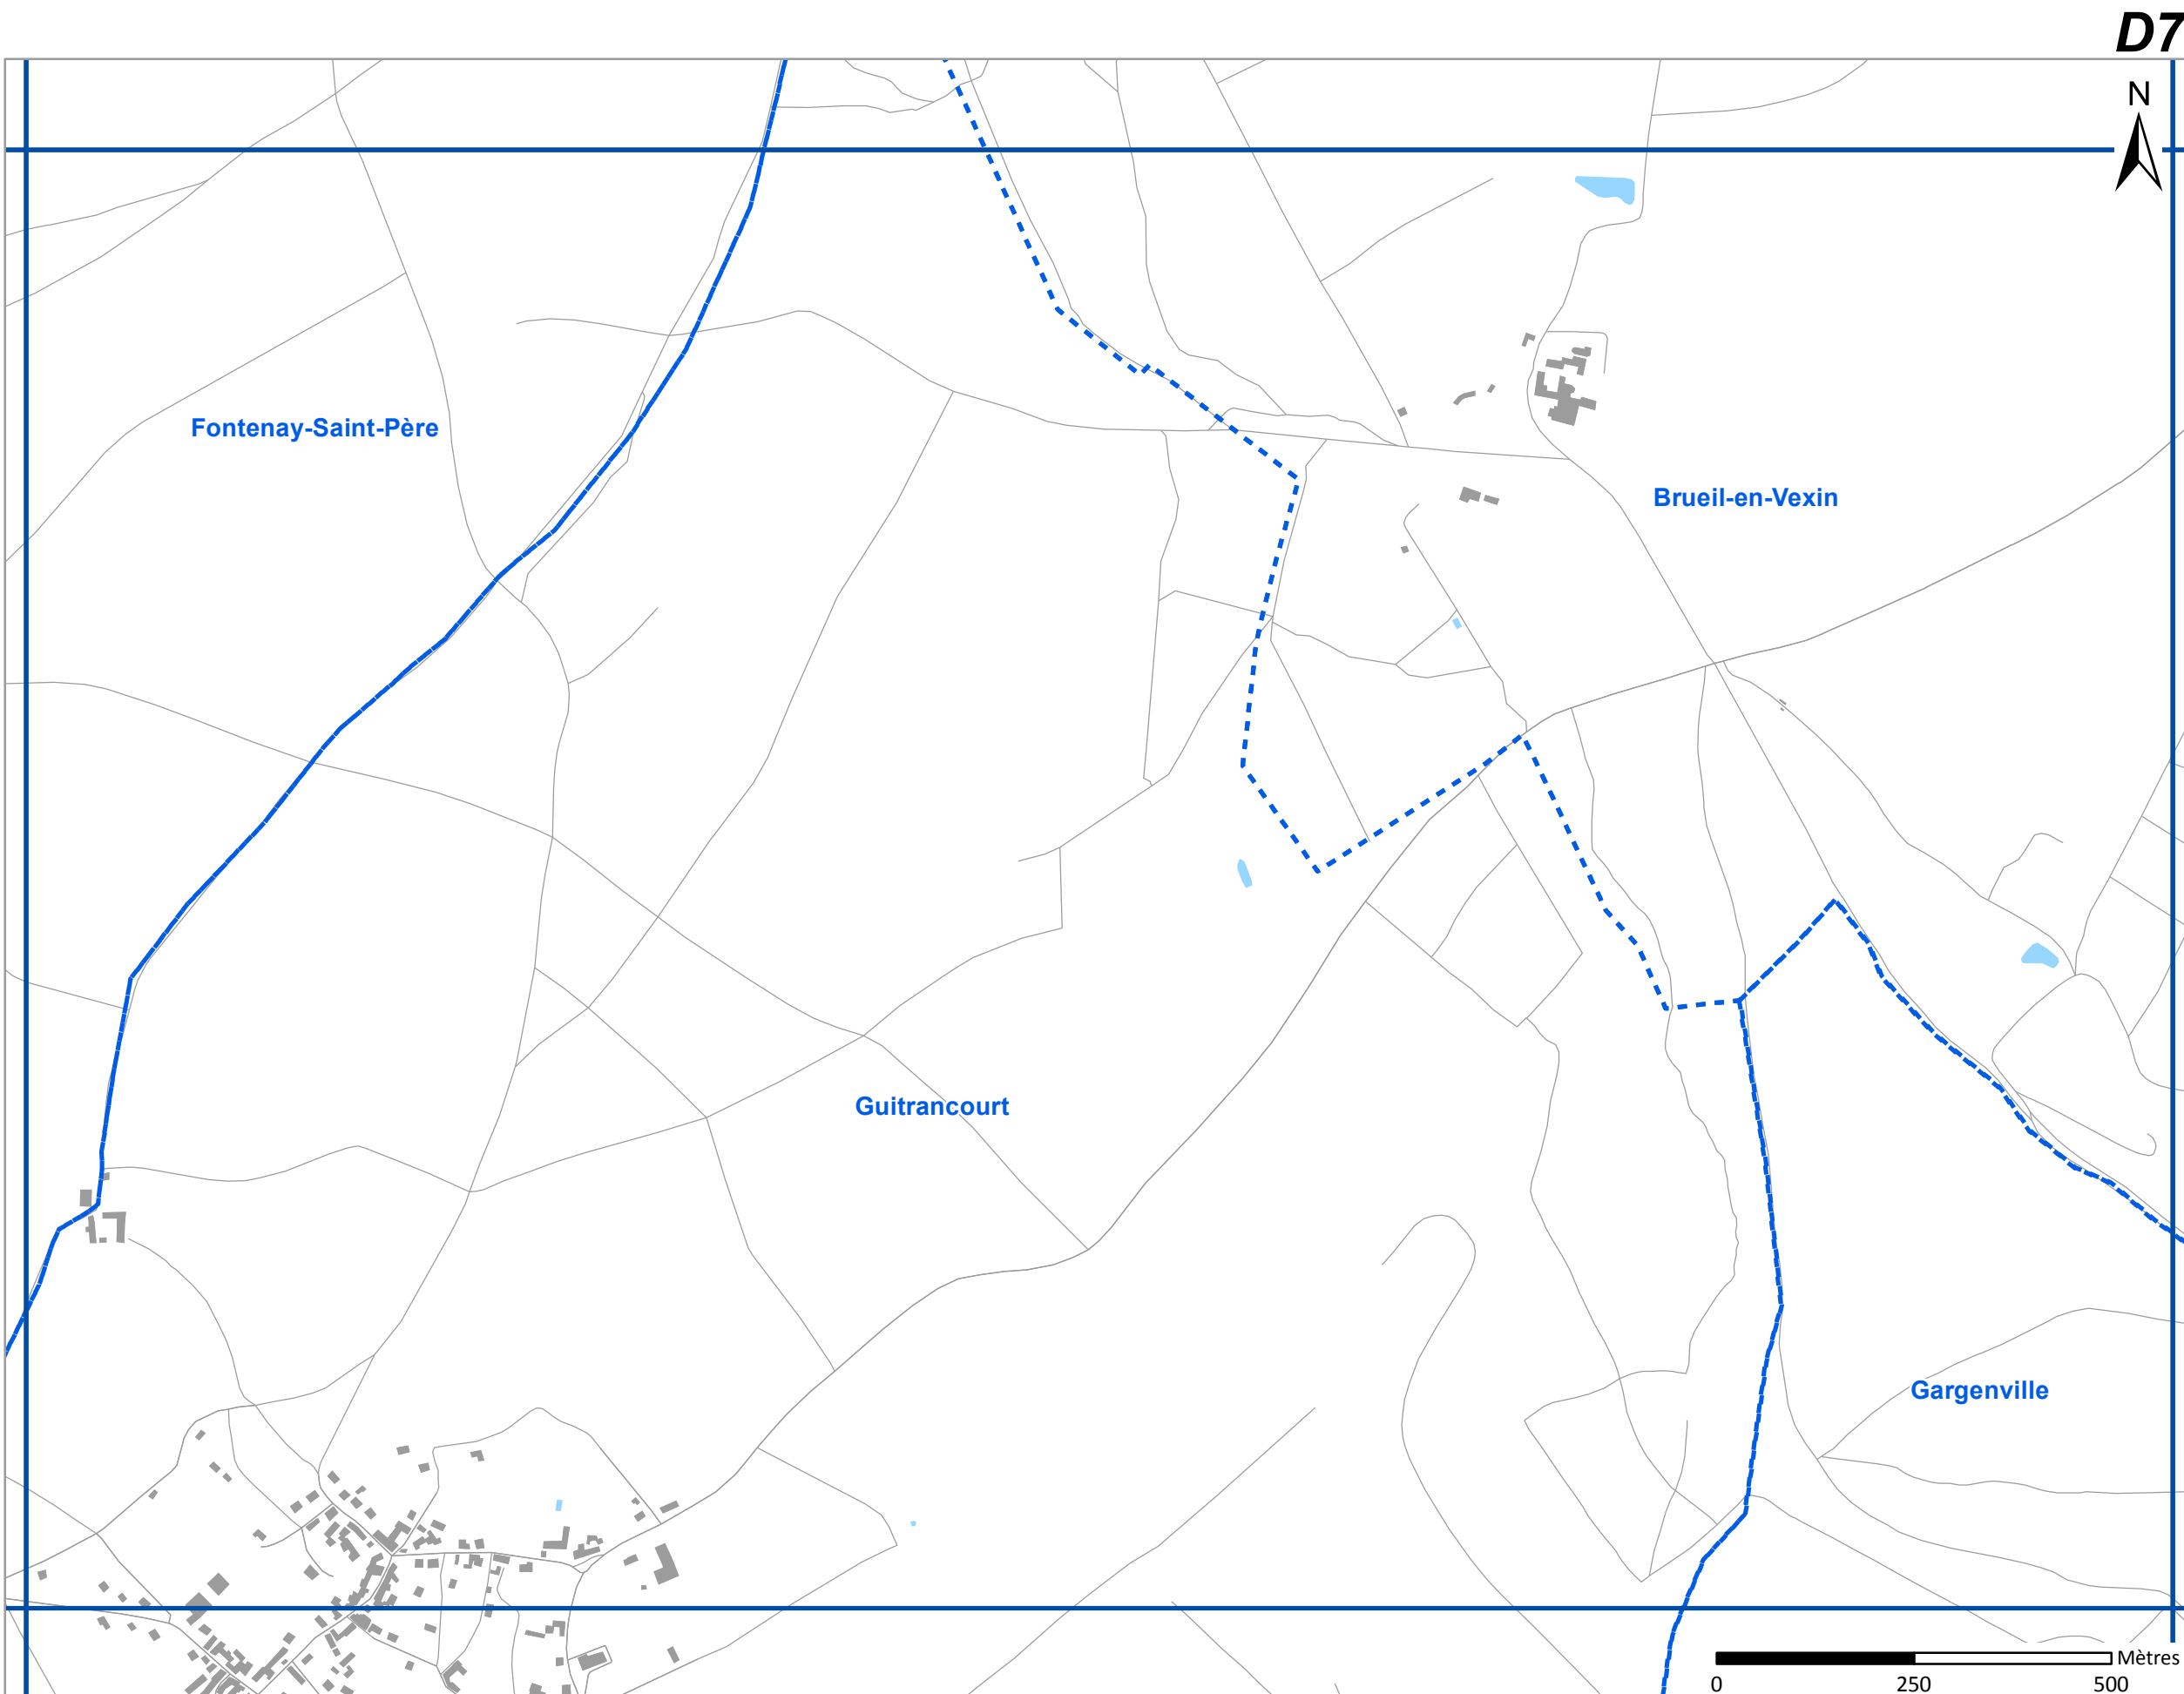 D7
N
Fontenay-Saint-Père
Brueil-en-Vexin
Guitrancourt
Gargenville
Mètres
0 250 500